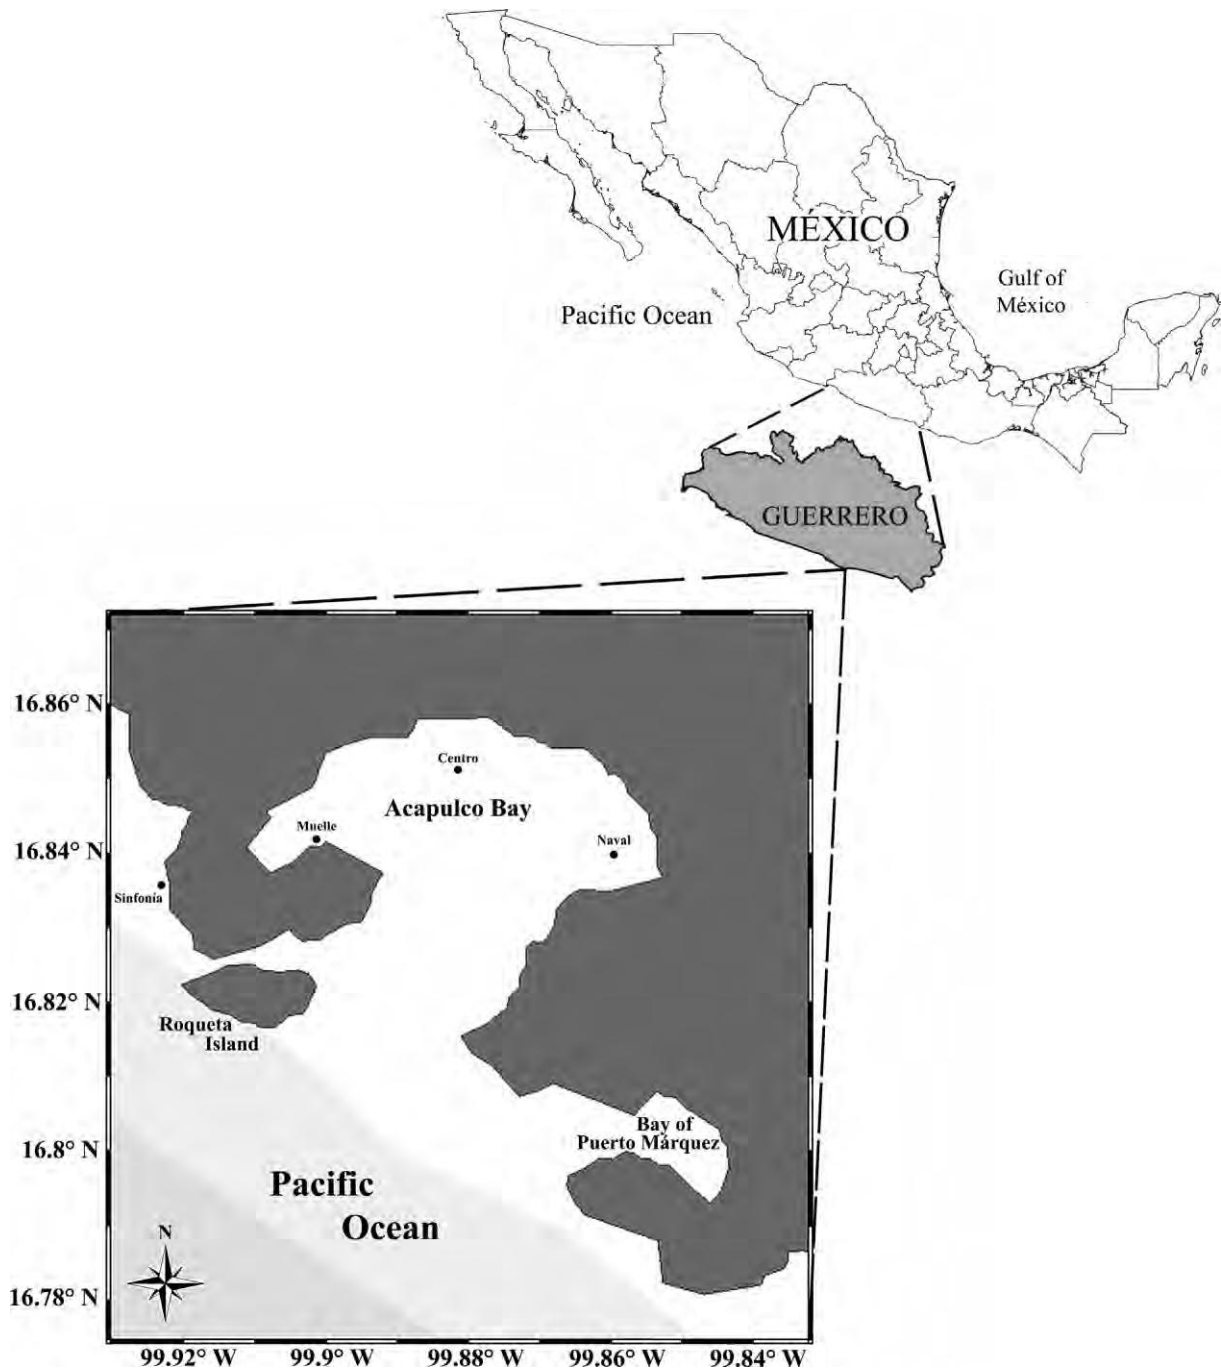 MÉXICO
Gulf of
México
Pacific Ocean
GUERRERO
16.86° N
Centro
Acapulco Bay
Muelle
Naval
16.84° N
Sinfonía
16.82° N
Roqueta
Island
Bay of
Puerto Márquez
16.8° N
Pacific
Ocean
N
16.78° N
99.92° W
99.9° W
99.88° W
99.86° W
99.84° W